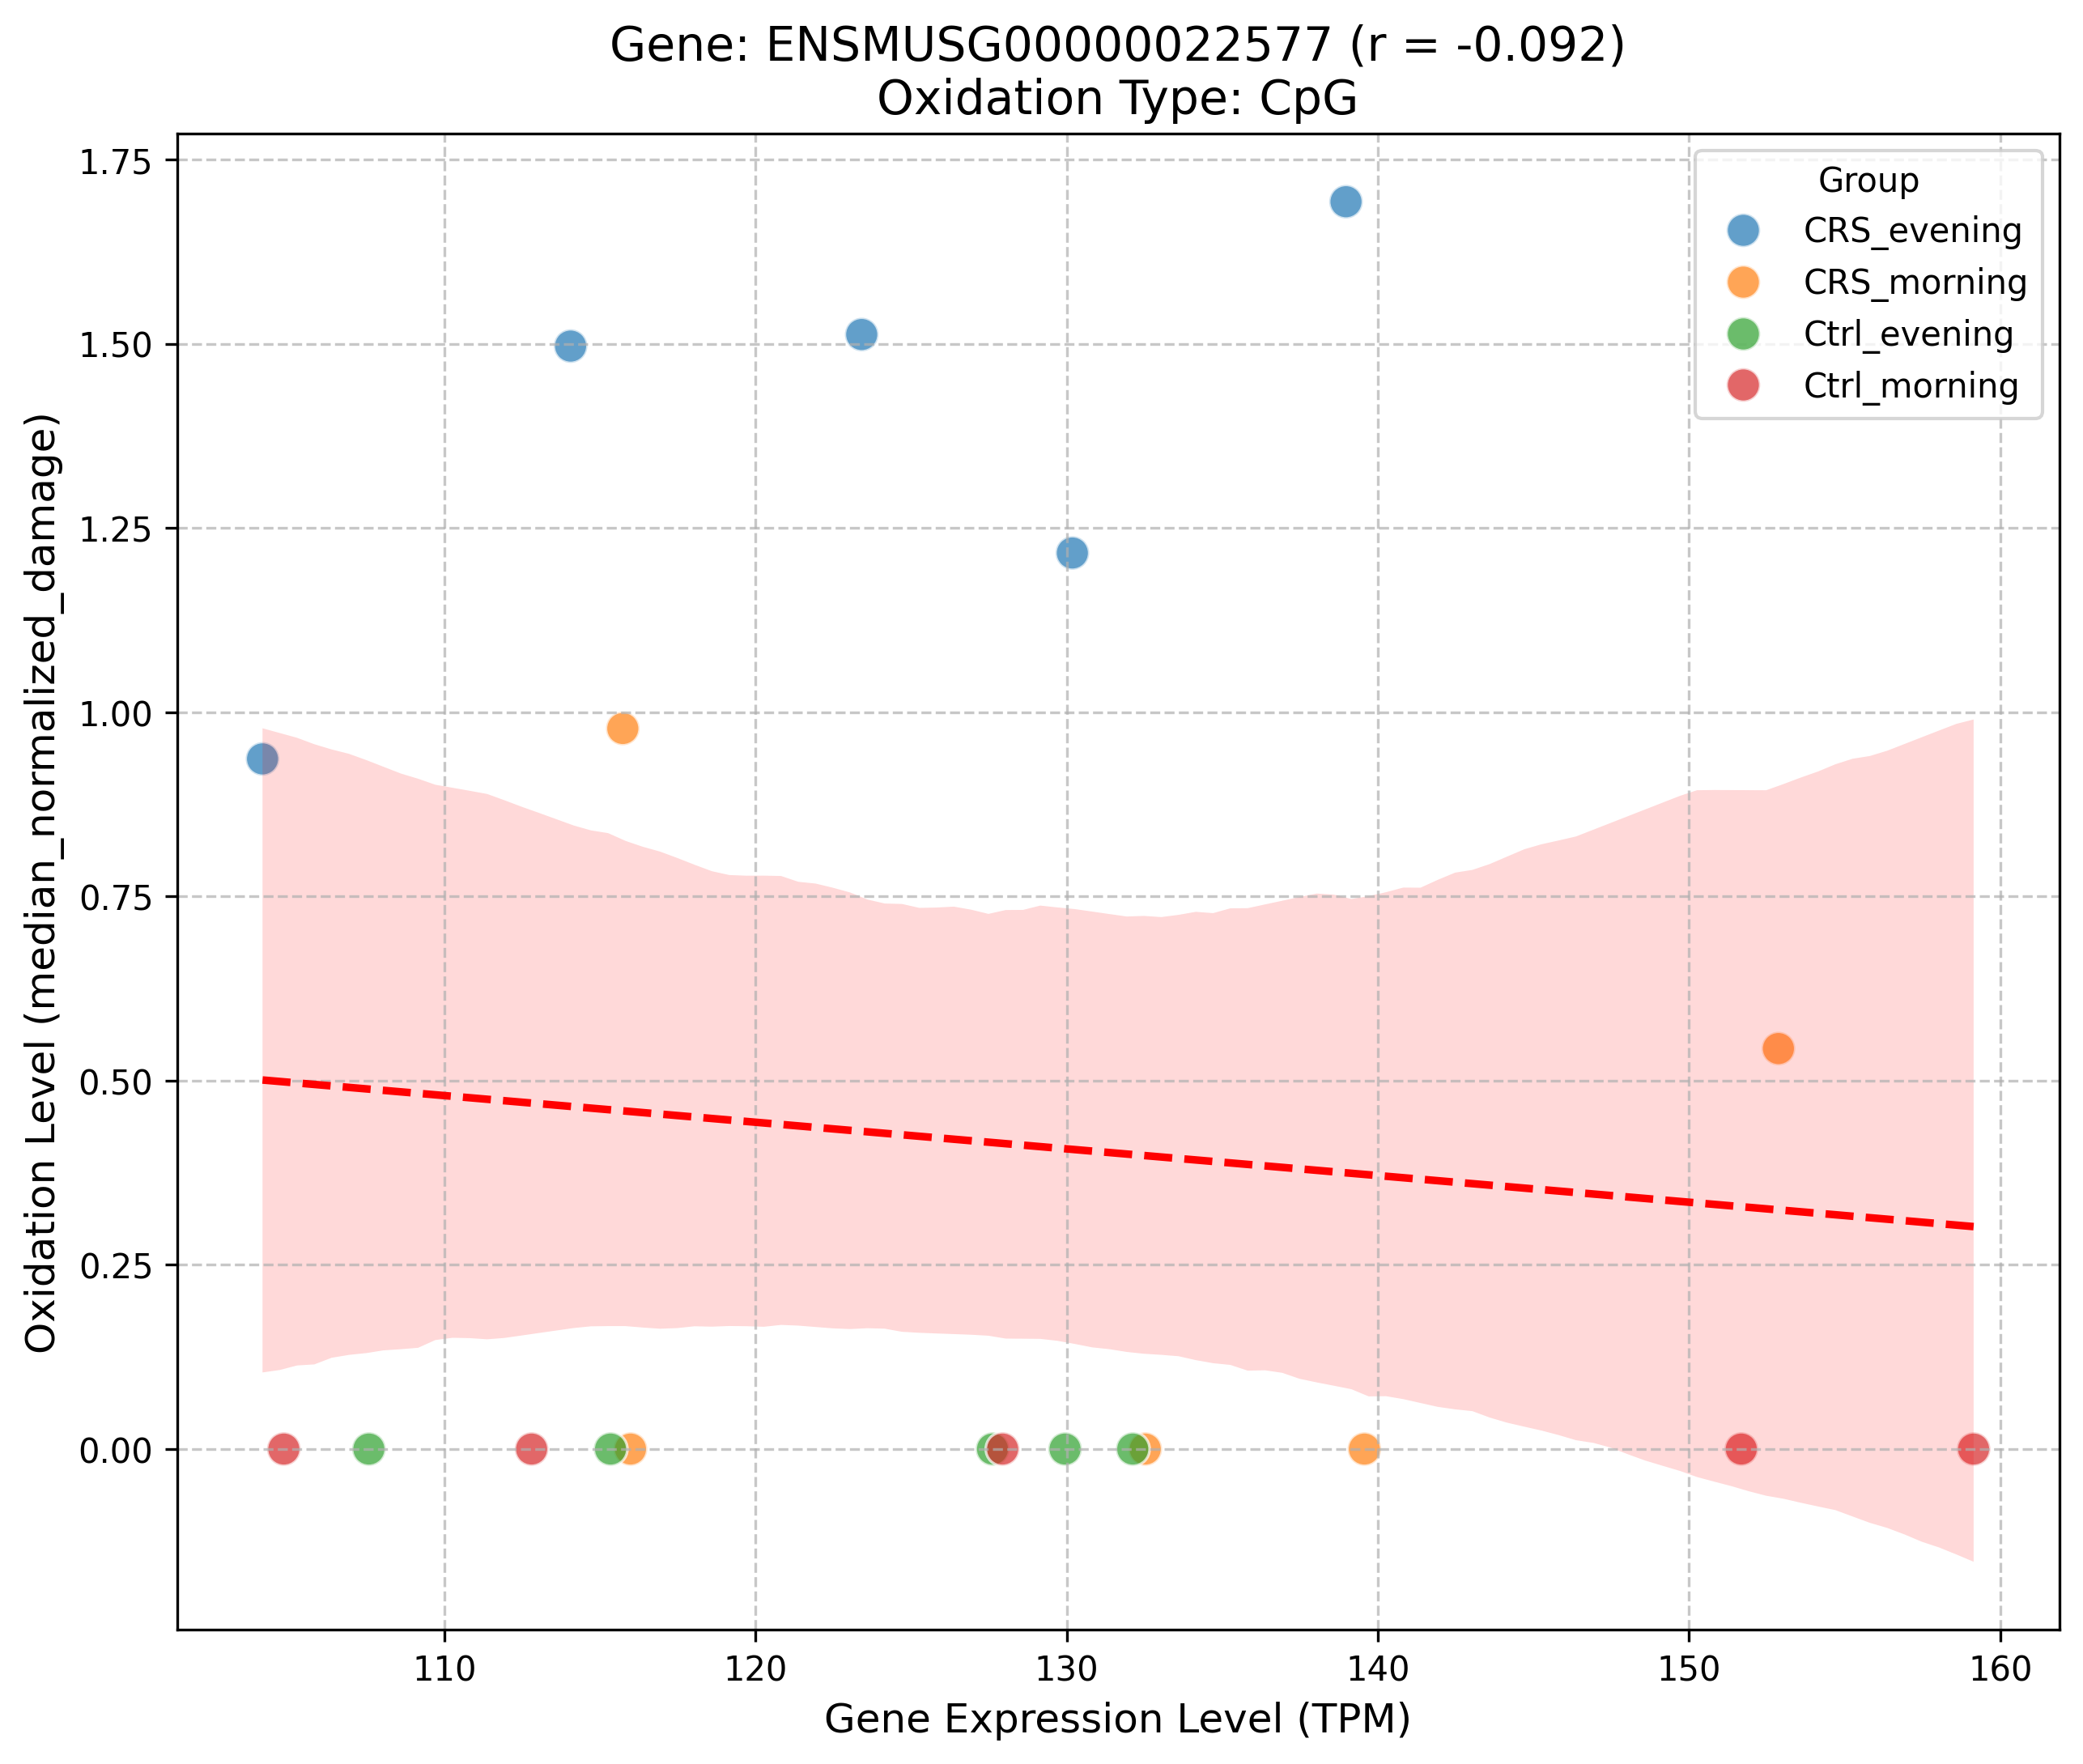 Gene: ENSMUSG00000022577 (r = -0.092)
Oxidation Type: CpG
Group
CRS_evening
CRS_morning
Ctrl_evening
Ctrl_morning
Oxidation Level (median_normalized_damage)
1.75
1.50
1.25
1.00
0.75
0.50
0.25
0.00
110 120 130 140 150 160
Gene Expression Level (TPM)